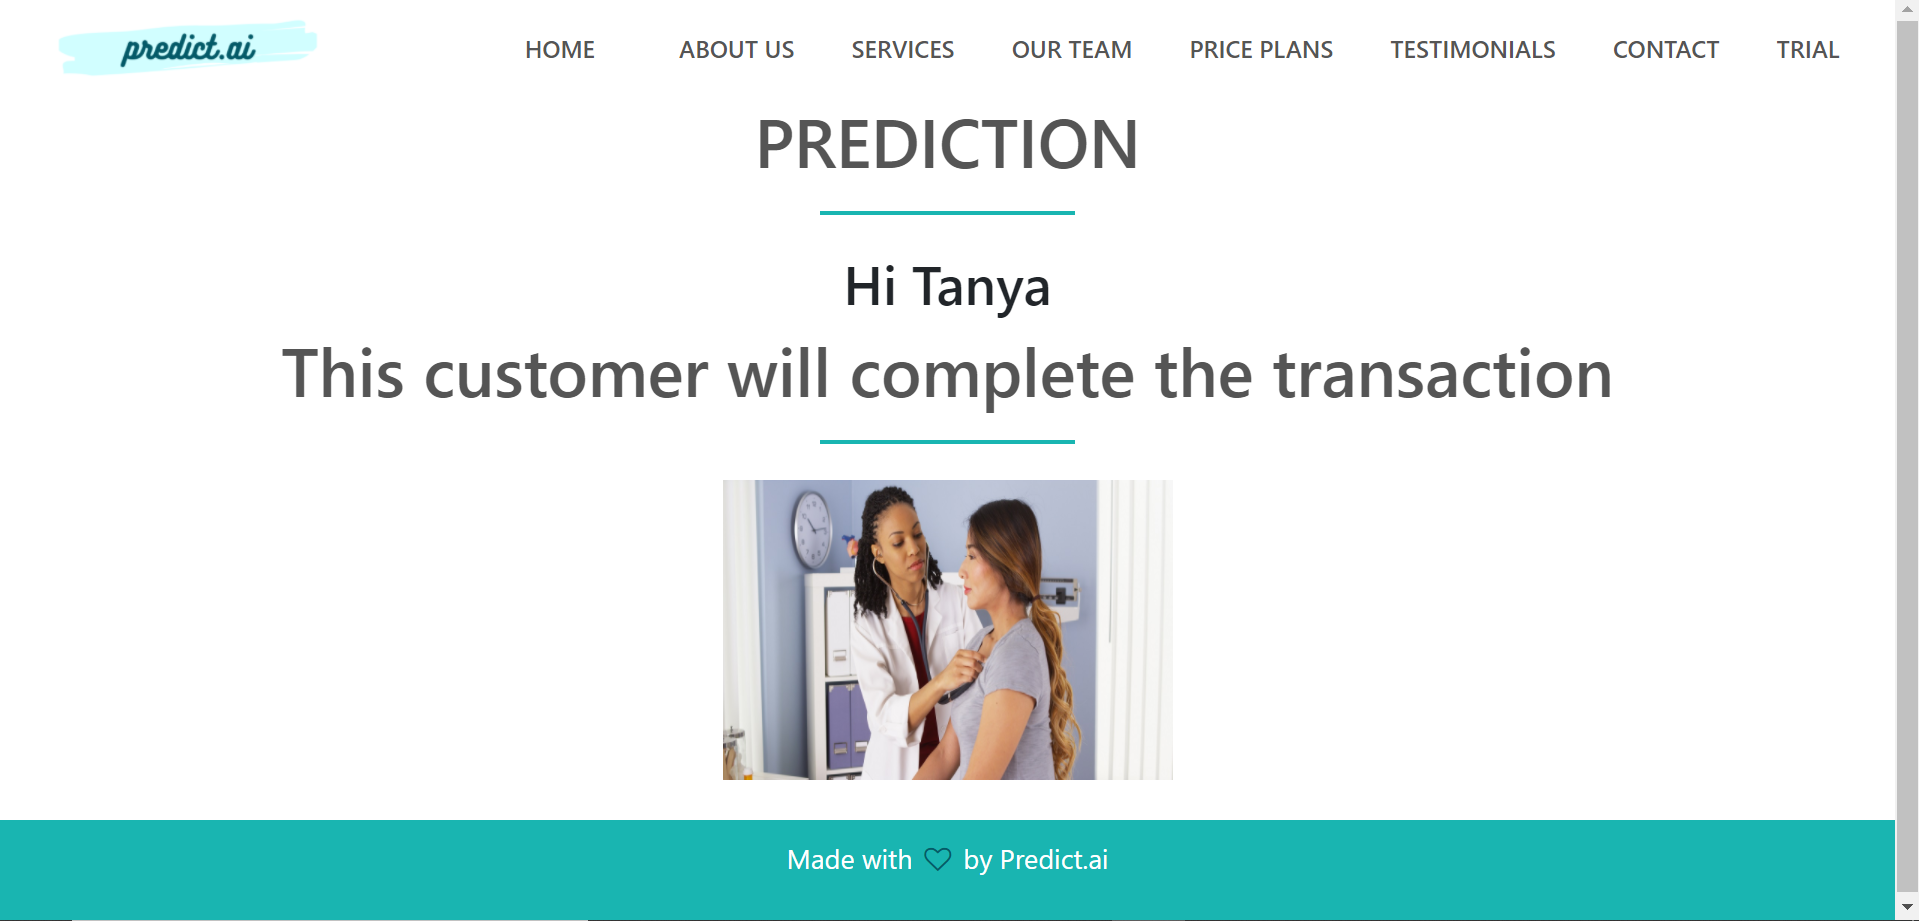 predict.ai
HOME ABOUT US SERVICES OUR TEAM PRICE PLANS TESTIMONIALS CONTACT TRIAL
PREDICTION
Hi Tanya
This customer will complete the transaction
Made with by Predict.ai